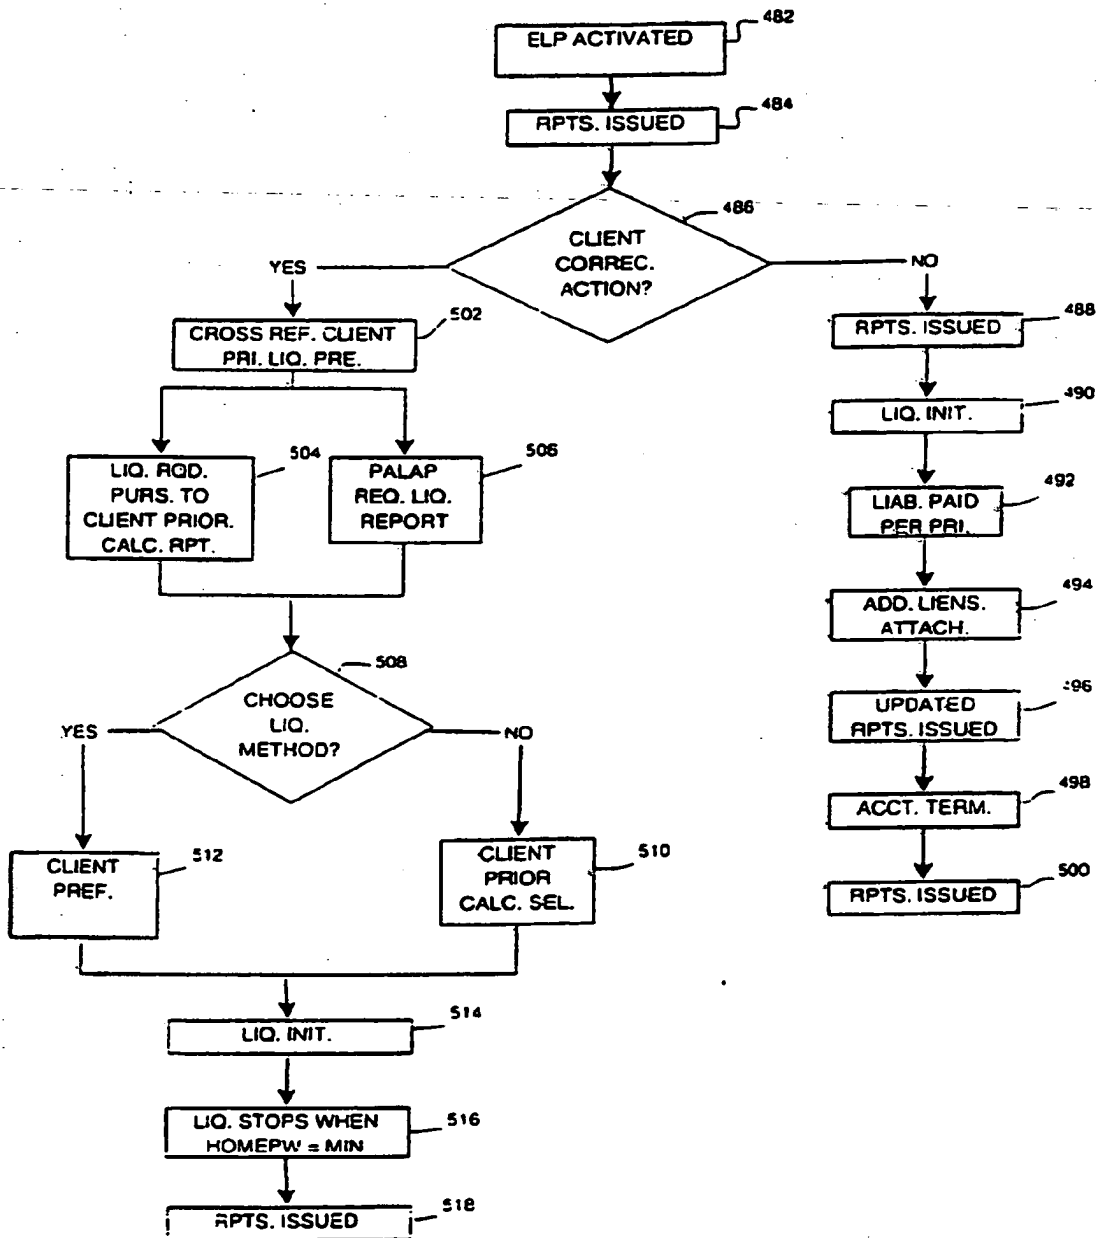 482
ELP ACTIVATED
484
RPTS. ISSUED
486
CLIENT
CORREC.
ACTION?
YES
NO
502
CROSS REF. CLIENT
PRI. LIQ. PRE.
488
RPTS. ISSUED
490
LIQ. INIT.
504
LIQ. RQD.
PURS. TO
CLIENT PRIOR.
CALC. RPT.
506
PALAP
REQ. LIQ.
REPORT
492
LIAB. PAID
PER PRI.
494
ADD. LIENS.
ATTACH.
508
CHOOSE
LIQ.
METHOD?
YES
NO
496
UPDATED
RPTS. ISSUED
498
ACCT. TERM.
512
CLIENT
PREF.
510
CLIENT
PRIOR
CALC. SEL.
500
RPTS. ISSUED
514
LIQ. INIT.
516
LIQ. STOPS WHEN
HOMEPW = MIN
518
RPTS. ISSUED